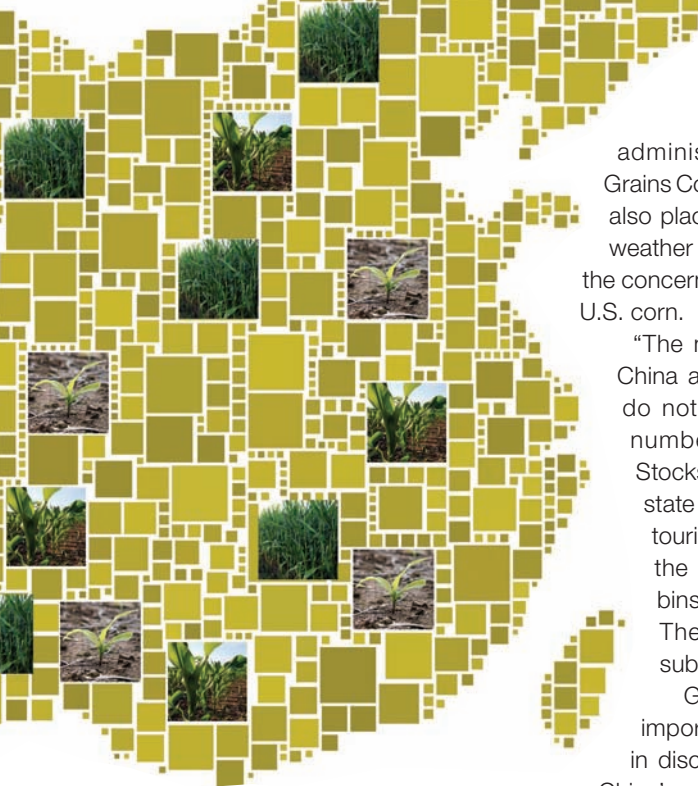 adminis
Grains Co
also plac
weather
the concern
U.S. corn.
“The r
China a
do not
numbe
Stocks
state
touri
the
bins
The
sub
G
impor
in disc
China’